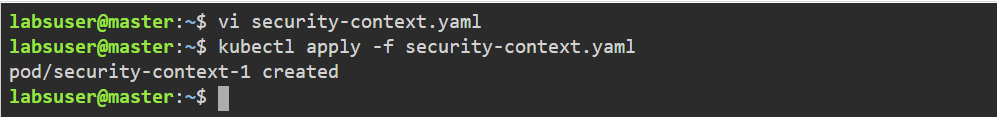 labsuser@master:~$ vi security-context.yaml
labsuser@master:~$ kubectl apply -f security-context.yaml
pod/security-context-1 created
labsuser@master:~$